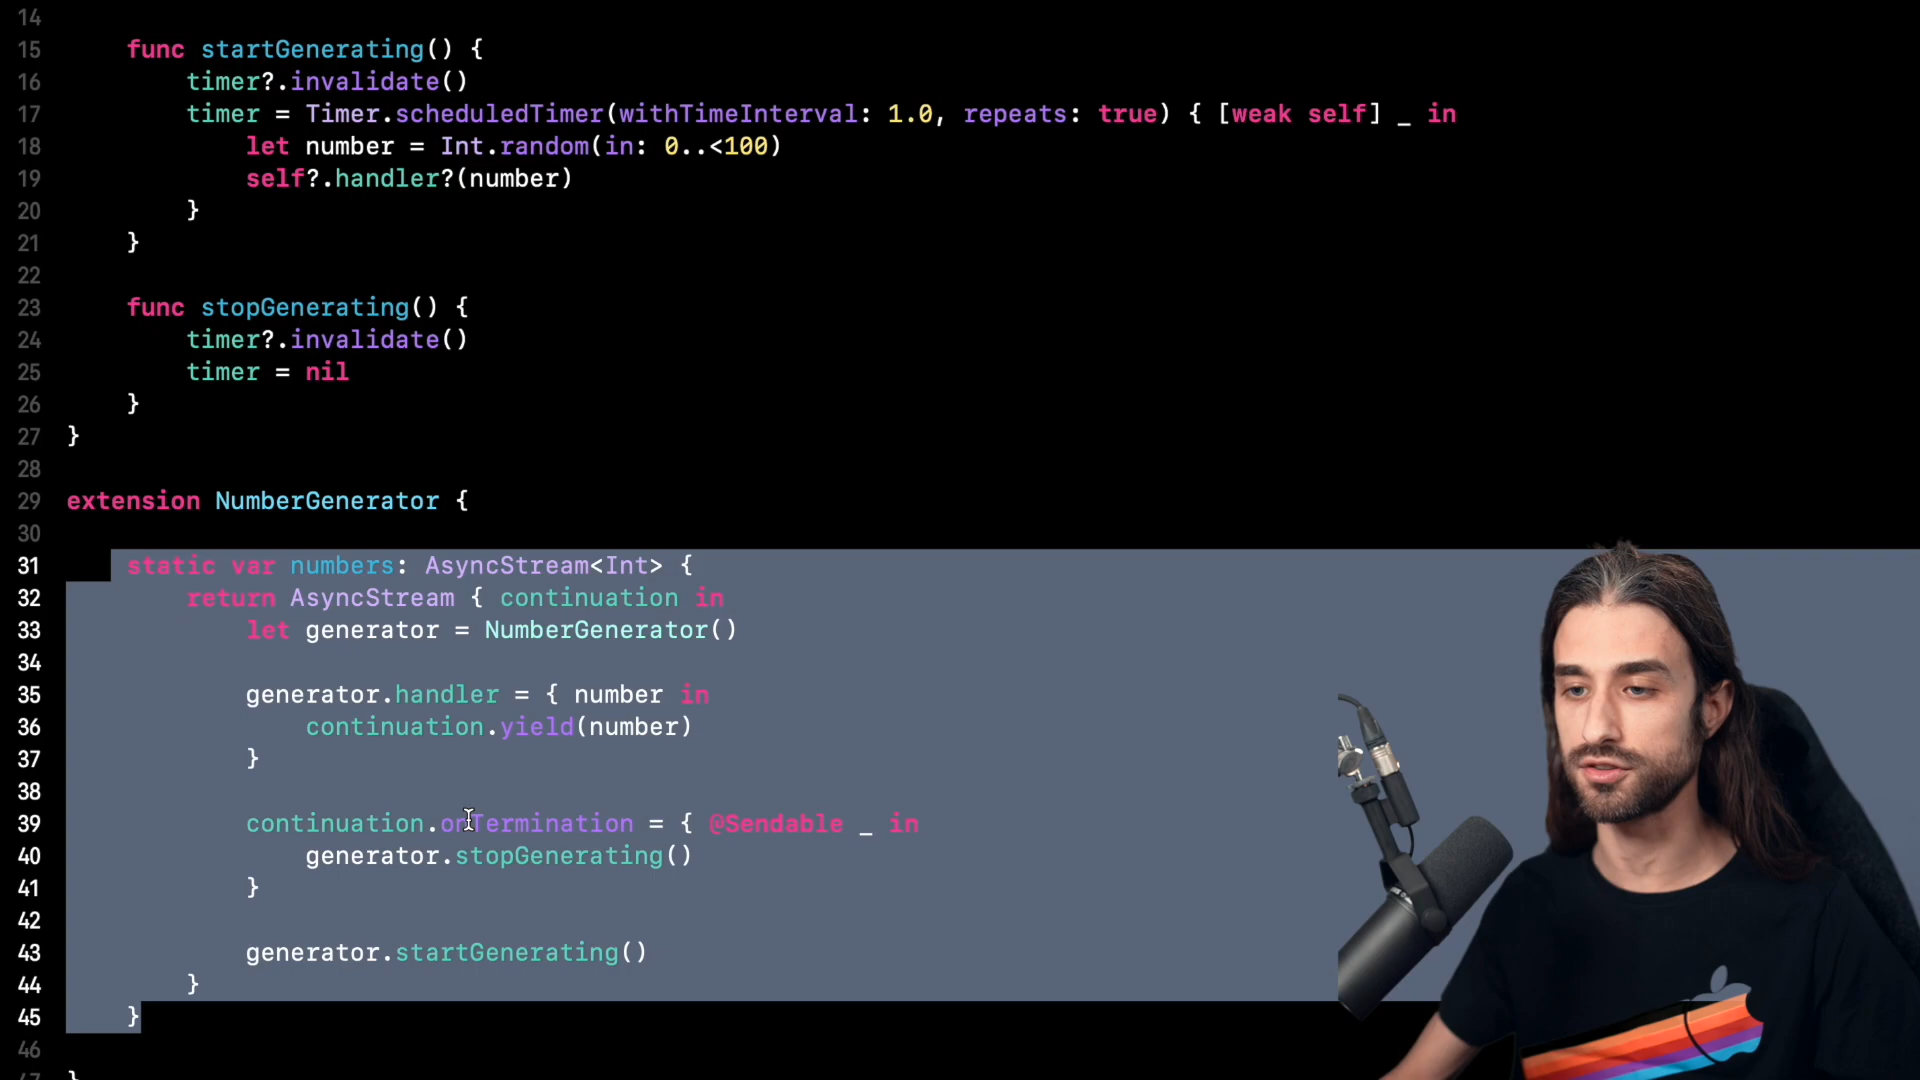 14
15 func startGenerating() {
16 timer?.invalidate()
17 timer = Timer.scheduledTimer(withTimeInterval: 1.0, repeats: true) { [weak self] _ in
18 let number = Int.random(in: 0..<100)
19 self?.handler?(number)
20 }
21 }
22
23 func stopGenerating() {
24 timer?.invalidate()
25 timer = nil
26 }
27 }
28
29 extension NumberGenerator {
30
31 static var numbers: AsyncStream<Int> {
32 return AsyncStream { continuation in
33 let generator = NumberGenerator()
34
35 generator.handler = { number in
36 continuation.yield(number)
37 }
38
39 continuation.onTermination = { @Sendable _ in
40 generator.stopGenerating()
41 }
42
43 generator.startGenerating()
44 }
45 }
46
47 }